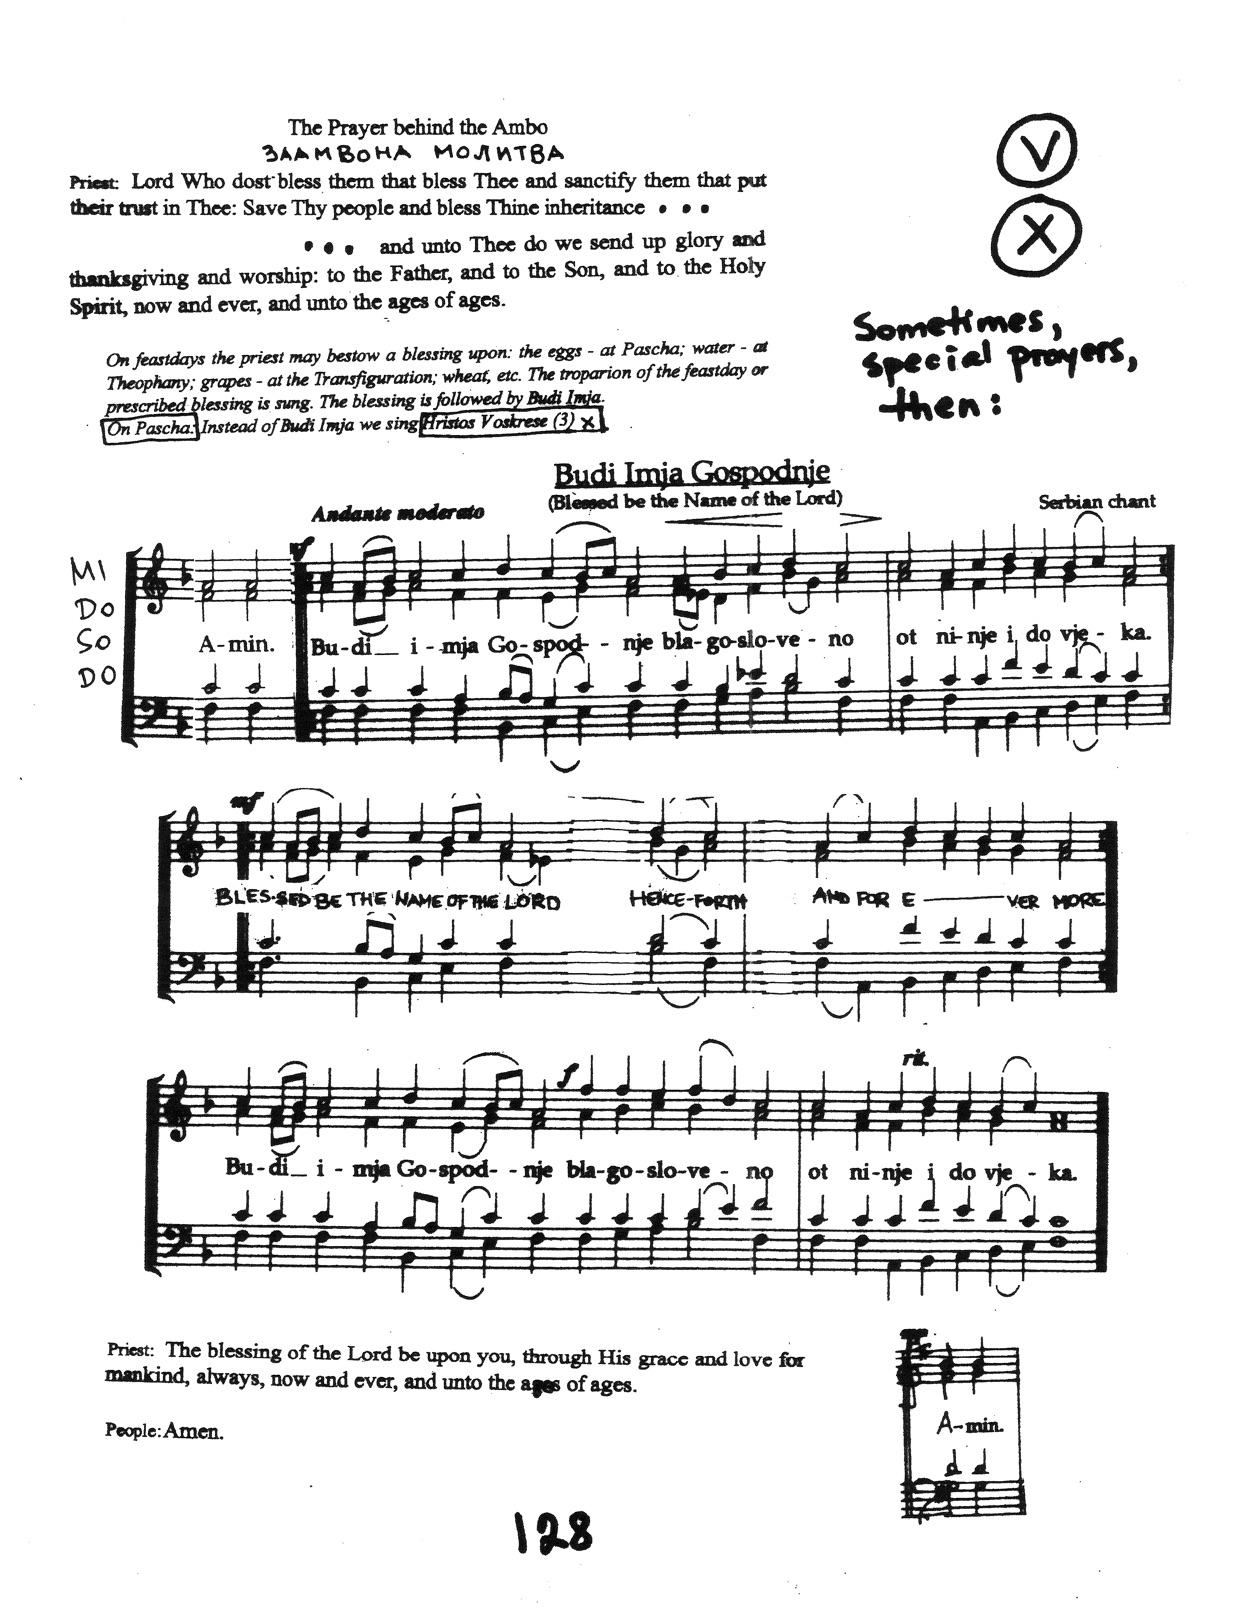 The Prayer behind the Ambo
ЗААМВОНА МОЛИТВА
V
Priest: Lord Who dost bless them that bless Thee and sanctify them that put
their trust in Thee: Save Thy people and bless Thine inheritance • • •
X
• • • and unto Thee do we send up glory and
thanksgiving and worship: to the Father, and to the Son, and to the Holy
Spirit, now and ever, and unto the ages of ages.
Sometimes,
special prayers,
then:
On feastdays the priest may bestow a blessing upon: the eggs - at Pascha; water - at
Theophany; grapes - at the Transfiguration; wheat, etc. The troparion of the feastday or
prescribed blessing is sung. The blessing is followed by Budi Imja.
On Pascha: Instead of Budi Imja we sing Hristos Voskrese (3) X
Budi Imja Gospodnje
(Blessed be the Name of the Lord)
Andante moderato
Serbian chant
f
MI
DO
SO
DO
A-min. Bu-di_ i - mja Go-spod- - nje bla-go-slo-ve - no ot ni-nje i do vje - ka.
mf
BLES-SED BE THE NAME OF THE LORD HENCE-FORTH AND FOR E VER MORE
f rit.
Bu-di_ i - mja Go-spod- - nje bla-go-slo-ve - no ot ni-nje i do vje - ka.
Priest: The blessing of the Lord be upon you, through His grace and love for
mankind, always, now and ever, and unto the ages of ages.
People: Amen.
A-min.
128